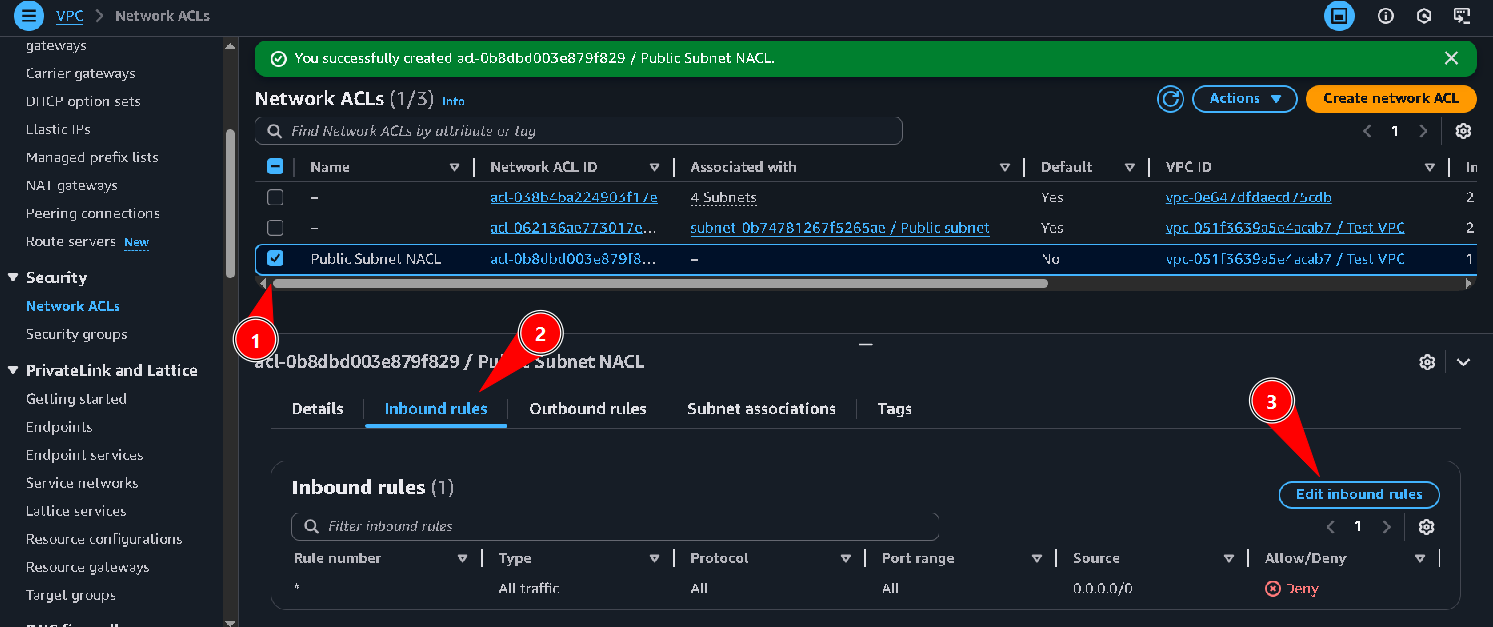 VPC > Network ACLs
gateways
Carrier gateways
DHCP option sets
Elastic IPs
Managed prefix lists
NAT gateways
Peering connections
Route servers New
Security
Network ACLs
Security groups
PrivateLink and Lattice
Getting started
Endpoints
Endpoint services
Service networks
Lattice services
Resource configurations
Resource gateways
Target groups
You successfully created acl-0b8dbd003e879f829 / Public Subnet NACL.
Network ACLs (1/3) Info
Actions
Create network ACL
Find Network ACLs by attribute or tag
1
Name Network ACL ID Associated with Default VPC ID In
– acl-038b4ba224903f17e 4 Subnets Yes vpc-0e647dfdaecd75cdb 2
– acl-062136ae773017e... subnet-0b74781267f5265ae / Public subnet Yes vpc-051f3639a5e4acab7 / Test VPC 2
Public Subnet NACL acl-0b8dbd003e879f8... – No vpc-051f3639a5e4acab7 / Test VPC 1
1
2
acl-0b8dbd003e879f829 / Public Subnet NACL
Details Inbound rules Outbound rules Subnet associations Tags
3
Inbound rules (1)
Edit inbound rules
Filter inbound rules
1
Rule number Type Protocol Port range Source Allow/Deny
* All traffic All All 0.0.0.0/0 Deny